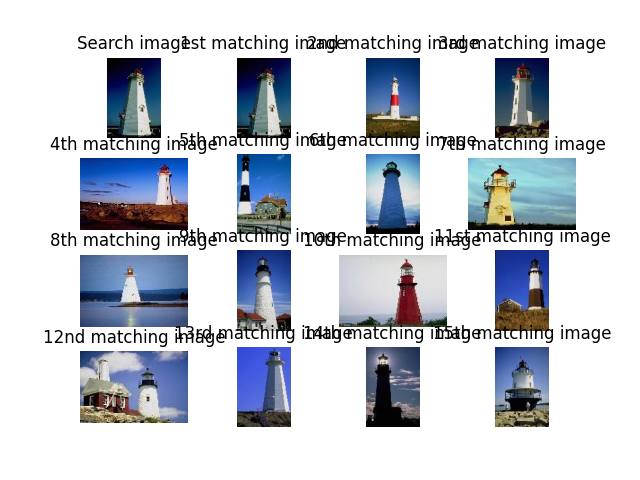 Search image
1st matching image
2nd matching image
3rd matching image
4th matching image
5th matching image
6th matching image
7th matching image
8th matching image
9th matching image
10th matching image
11st matching image
12nd matching image
13rd matching image
14th matching image
15th matching image